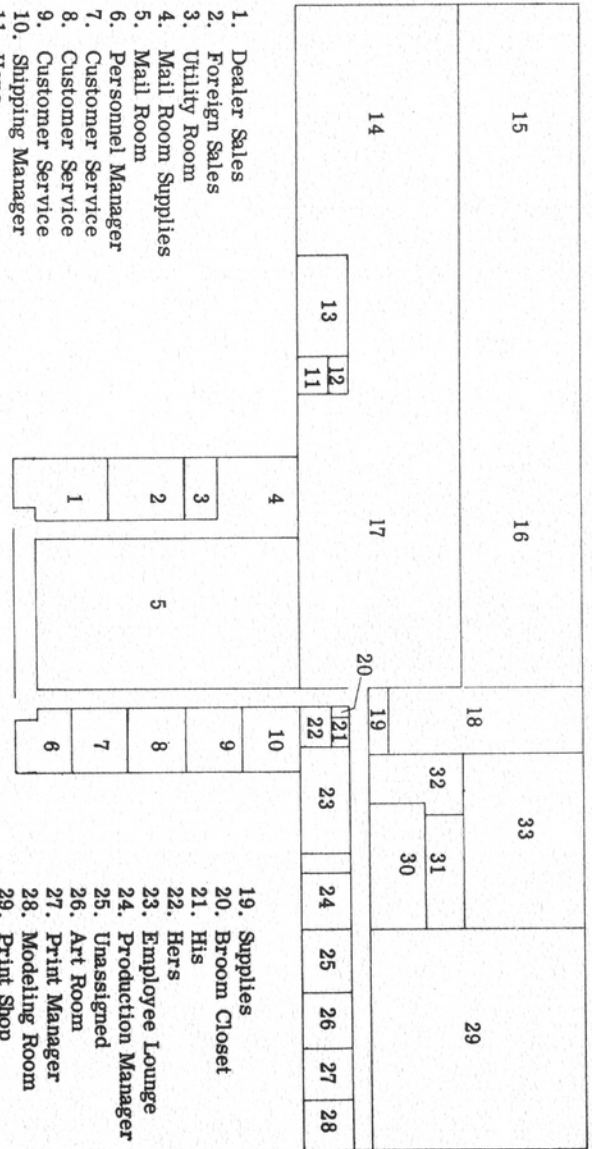 15
14
16
13
12
11
17
18
33
20
19
32
31
30
29
4
3
2
1
5
21
22
23
24
25
26
27
28
10
9
8
7
6
1. Dealer Sales
2. Foreign Sales
3. Utility Room
4. Mail Room Supplies
5. Mail Room
6. Personnel Manager
7. Customer Service
8. Customer Service
9. Customer Service
10. Shipping Manager
19. Supplies
20. Broom Closet
21. His
22. Hers
23. Employee Lounge
24. Production Manager
25. Unassigned
26. Art Room
27. Print Manager
28. Modeling Room
29. Print Shop